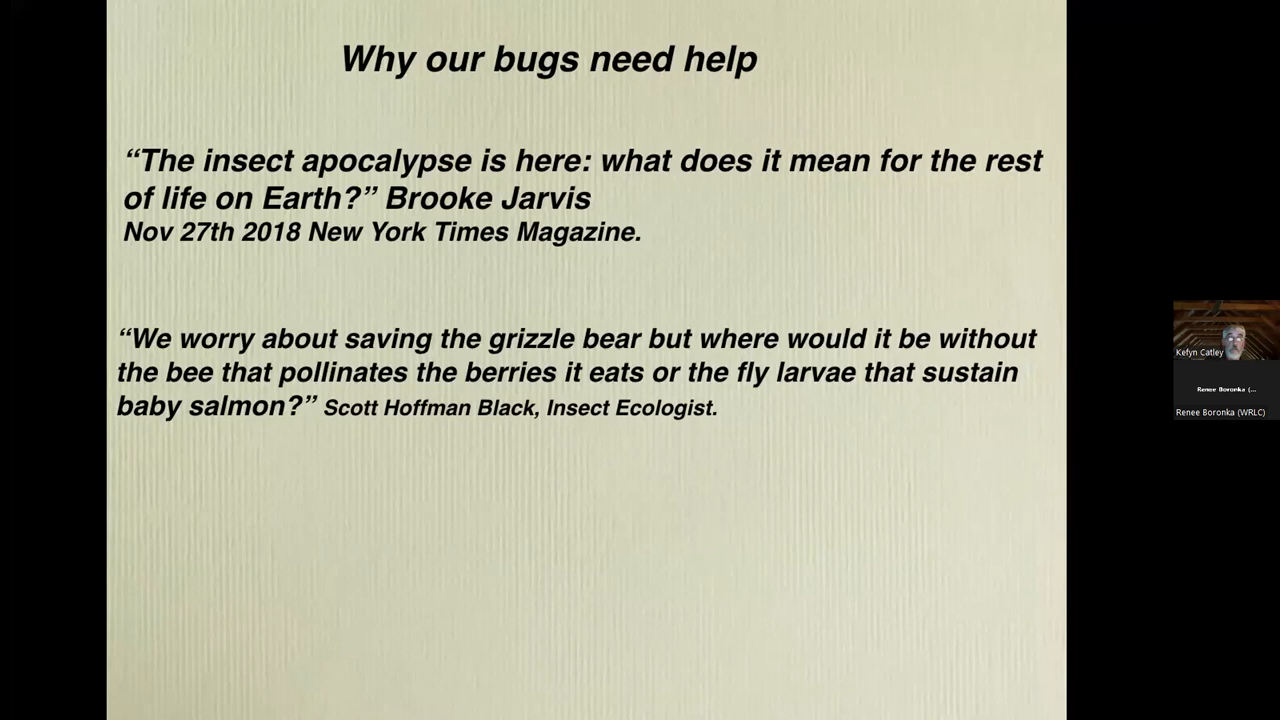 Why our bugs need help
“The insect apocalypse is here: what does it mean for the rest
of life on Earth?” Brooke Jarvis
Nov 27th 2018 New York Times Magazine.
“We worry about saving the grizzle bear but where would it be without
the bee that pollinates the berries it eats or the fly larvae that sustain
baby salmon?” Scott Hoffman Black, Insect Ecologist.
Kefyn Catley
Renee Boronka (...
Renee Boronka (WRLC)